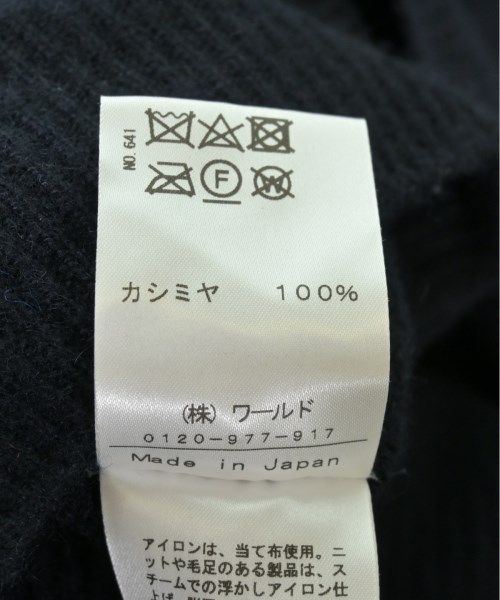 NO.641
F
W
カシミヤ 100%
(株) ワールド
0120-977-917
Made in Japan
アイロンは、当て布使用。ニ
ットや毛足のある製品は、ス
チームでの浮かしアイロン仕